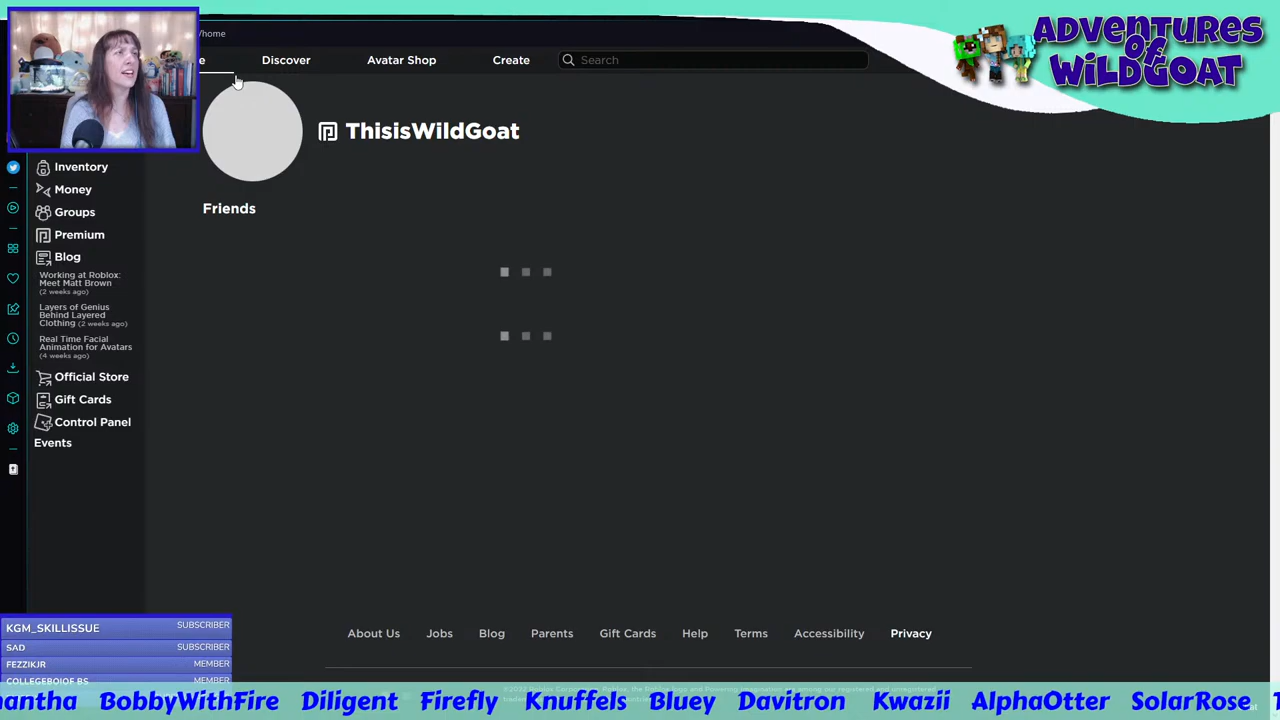 /home
Adventures
of
WildGoat
Discover
Avatar Shop
Create
Search
ThisisWildGoat
Inventory
Money
Groups
Premium
Blog
Working at Roblox:
Meet Matt Brown
(2 weeks ago)
Layers of Genius
Behind Layered
Clothing (2 weeks ago)
Real Time Facial
Animation for Avatars
(4 weeks ago)
Official Store
Gift Cards
Control Panel
Events
Friends
About Us
Jobs
Blog
Parents
Gift Cards
Help
Terms
Accessibility
Privacy
KGM_SKILLISSUE SUBSCRIBER
SAD SUBSCRIBER
FEZZIKJR MEMBER
COLLEGEBOIOF BS MEMBER
BobbyWithFire Diligent Firefly Knuffels Bluey Davitron Kwazii AlphaOtter SolarRose